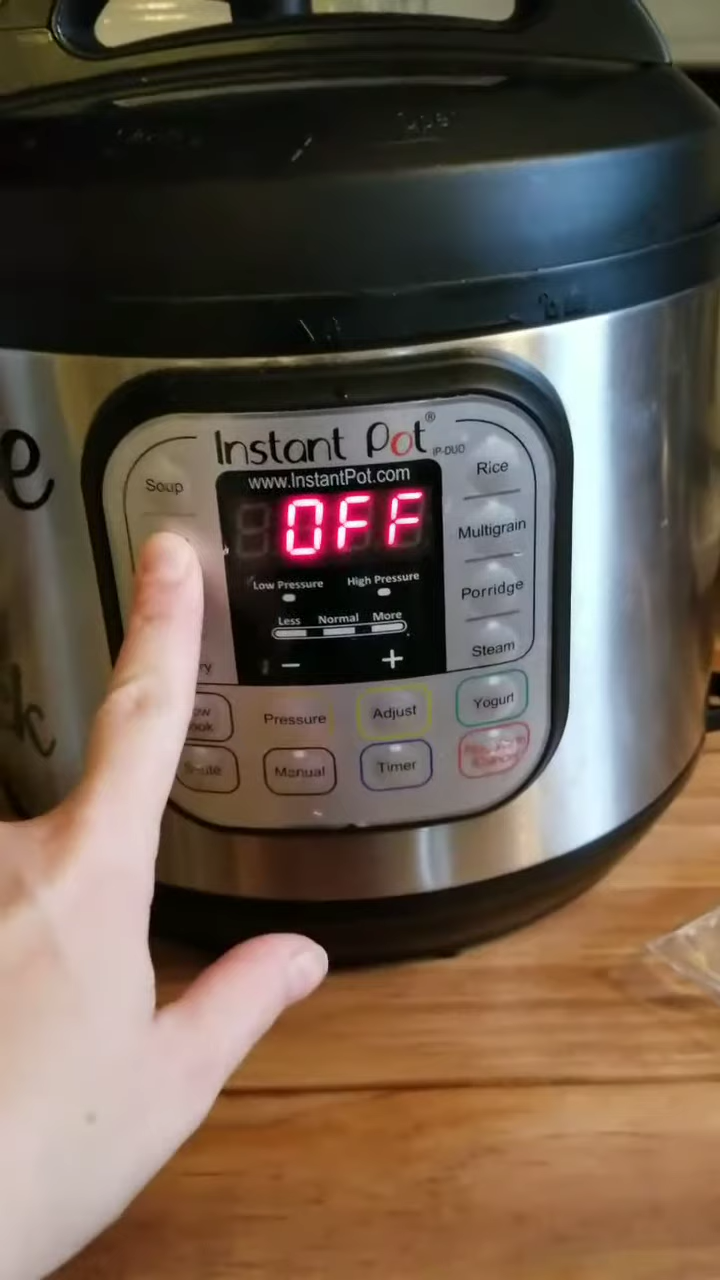 Instant Pot®
IP-DUO
www.InstantPot.com
OFF
Low Pressure High Pressure
Less Normal More
− +
Soup
Rice
Multigrain
Porridge
Steam
Pressure Adjust Yogurt
Manual Timer